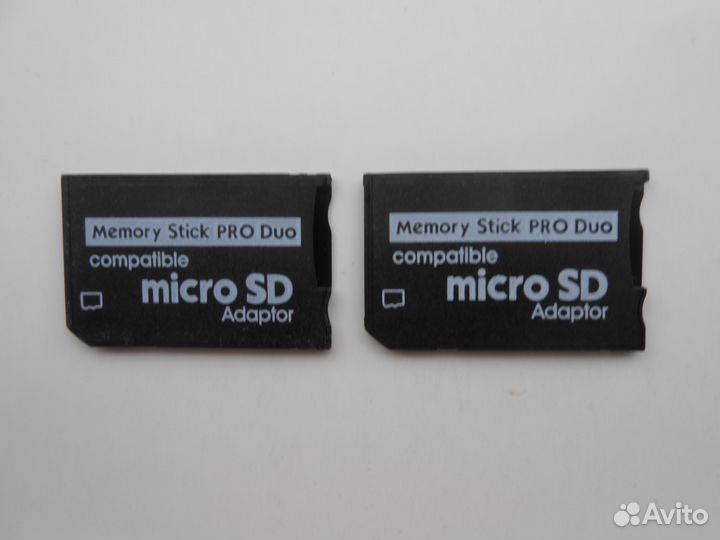 Memory Stick PRO Duo
compatible
micro SD
Adaptor
Memory Stick PRO Duo
compatible
micro SD
Adaptor
Avito